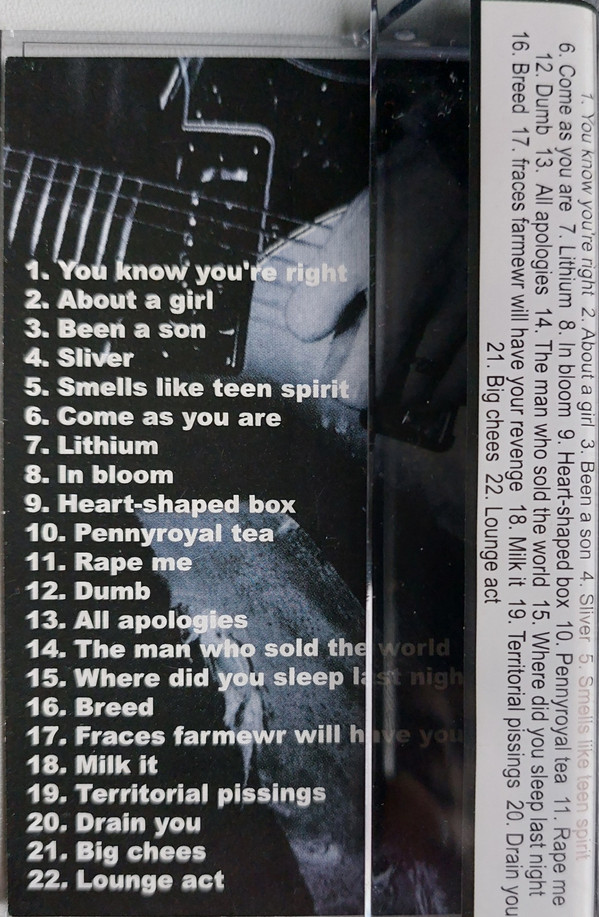 1. You know you're right
2. About a girl
3. Been a son
4. Sliver
5. Smells like teen spirit
6. Come as you are
7. Lithium
8. In bloom
9. Heart-shaped box
10. Pennyroyal tea
11. Rape me
12. Dumb
13. All apologies
14. The man who sold the world
15. Where did you sleep last nigh
16. Breed
17. Fraces farmewr will have you
18. Milk it
19. Territorial pissings
20. Drain you
21. Big chees
22. Lounge act
1. You know you're right 2. About a girl 3. Been a son 4. Sliver 5. Smells like teen spirit
6. Come as you are 7. Lithium 8. In bloom 9. Heart-shaped box 10. Pennyroyal tea 11. Rape me
12. Dumb 13. All apologies 14. The man who sold the world 15. Where did you sleep last night
16. Breed 17. fraces farmewr will have your revenge 18. Milk it 19. Territorial pissings 20. Drain you
21. Big chees 22. Lounge act